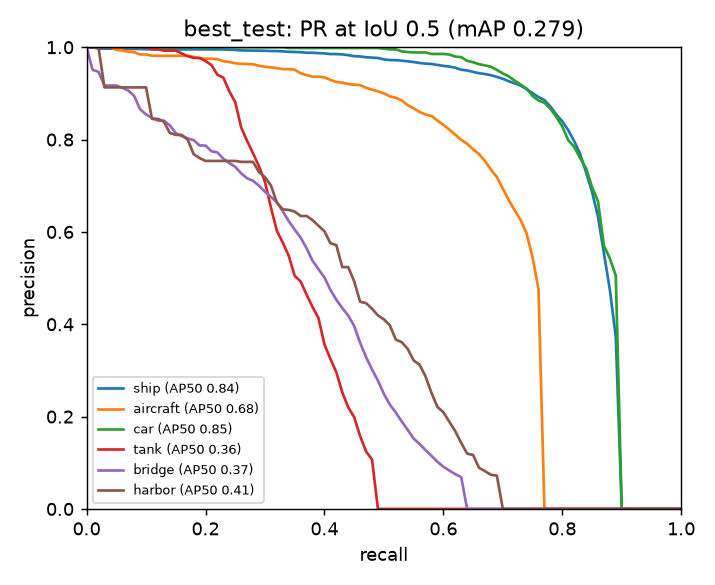 best_test: PR at IoU 0.5 (mAP 0.279)
precision
1.0
0.8
0.6
0.4
0.2
0.0
ship (AP50 0.84)
aircraft (AP50 0.68)
car (AP50 0.85)
tank (AP50 0.36)
bridge (AP50 0.37)
harbor (AP50 0.41)
0.0 0.2 0.4 0.6 0.8 1.0
recall